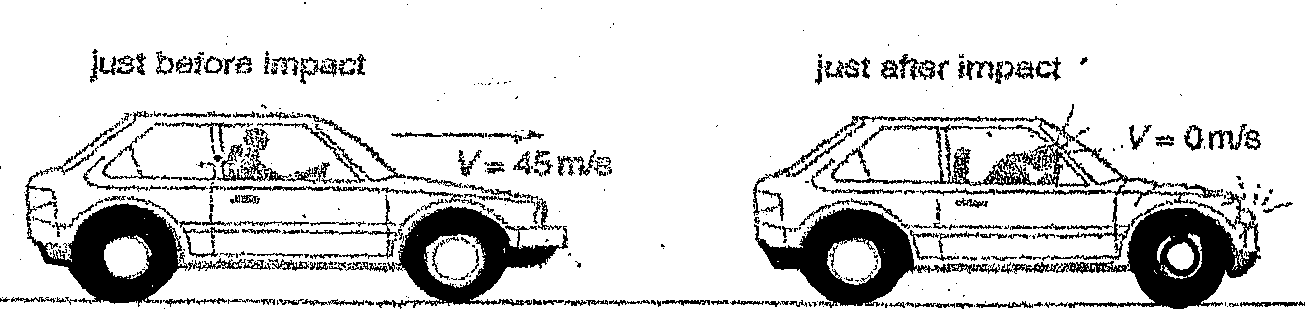 just before impact
just after impact
V = 45 m/s
V = 0 m/s